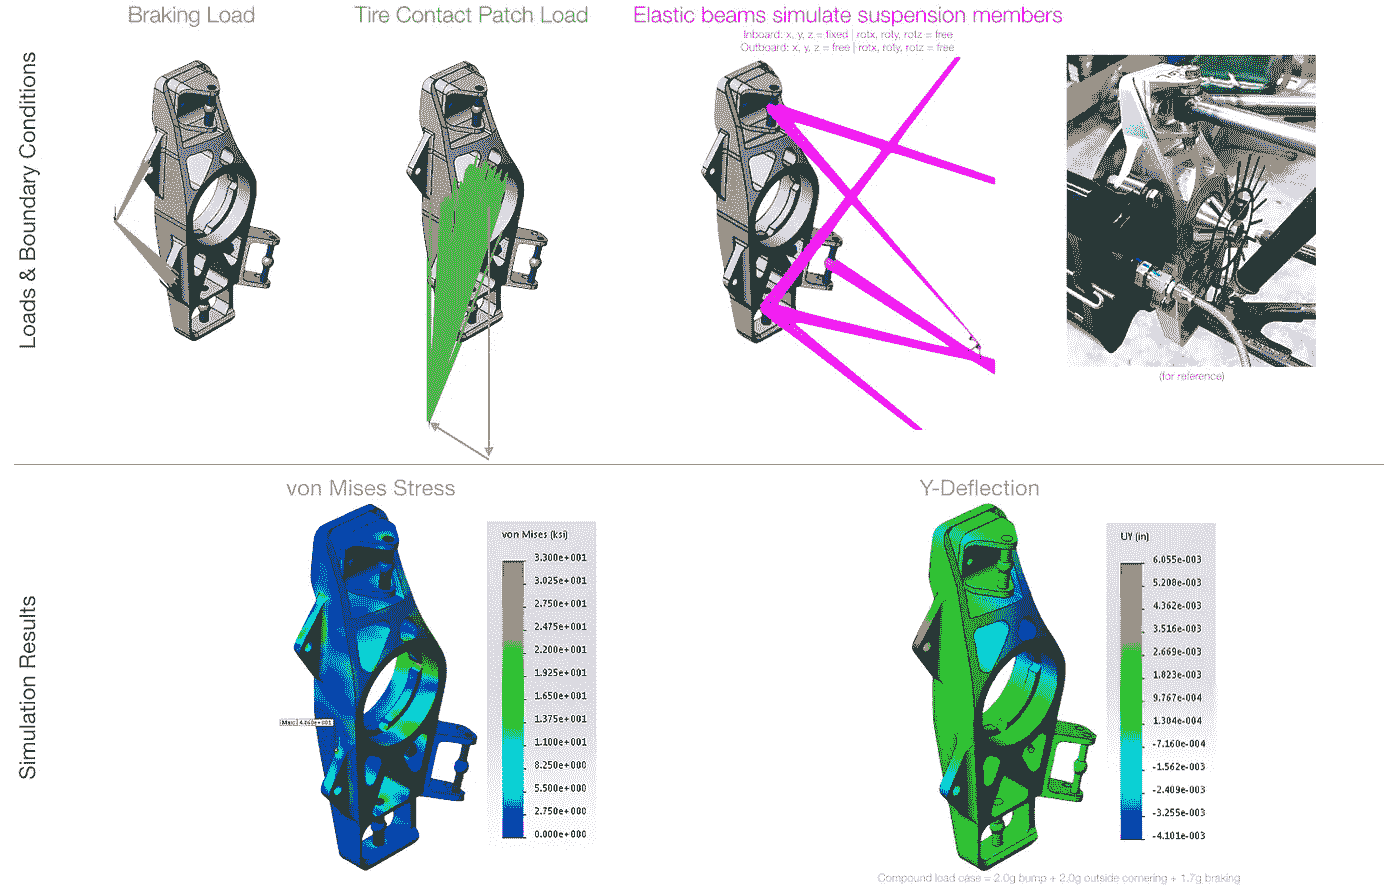 Braking Load
Tire Contact Patch Load
Elastic beams simulate suspension members
Inboard: x, y, z = fixed | rotx, roty, rotz = free
Outboard: x, y, z = free | rotx, roty, rotz = free
Loads & Boundary Conditions
(for reference)
von Mises Stress
Y-Deflection
Simulation Results
von Mises (ksi)
3.300e+001
3.025e+001
2.750e+001
2.475e+001
2.200e+001
1.925e+001
1.650e+001
1.375e+001
1.100e+001
8.250e+000
5.500e+000
2.750e+000
0.000e+000
UY (in)
6.055e-003
5.208e-003
4.362e-003
3.516e-003
2.669e-003
1.823e-003
9.767e-004
1.304e-004
-7.160e-004
-1.562e-003
-2.409e-003
-3.255e-003
-4.101e-003
Compound load case = 2.0g bump + 2.0g outside cornering + 1.7g braking